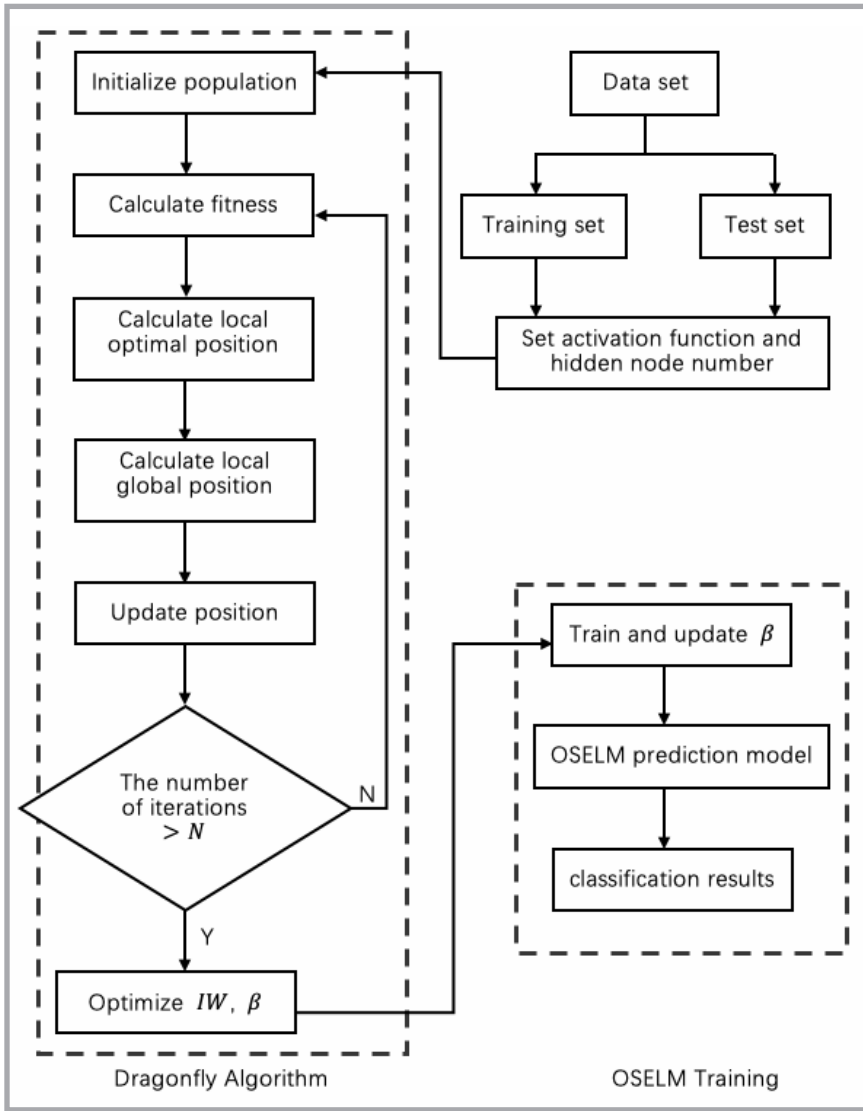 Initialize population
Calculate fitness
Calculate local
optimal position
Calculate local
global position
Update position
The number
of iterations
> N
N
Y
Optimize IW, β
Dragonfly Algorithm
Data set
Training set
Test set
Set activation function and
hidden node number
Train and update β
OSELM prediction model
classification results
OSELM Training